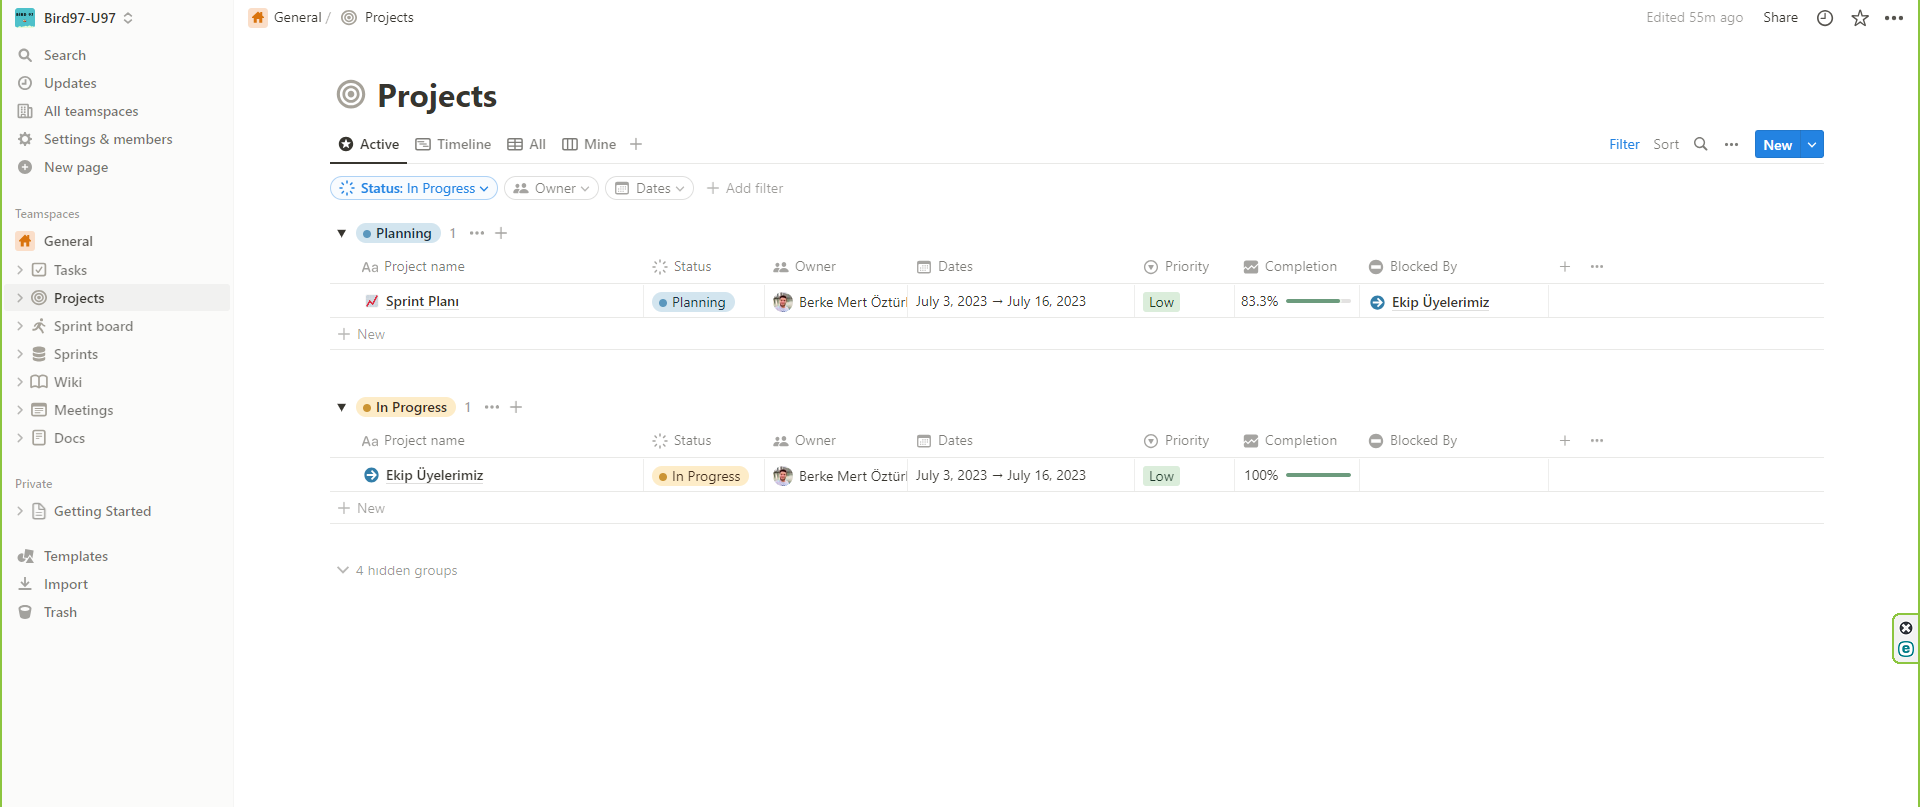 Bird97-U97
General / Projects
Edited 55m ago Share
Search
Updates
All teamspaces
Settings & members
New page
Teamspaces
General
Tasks
Projects
Sprint board
Sprints
Wiki
Meetings
Docs
Private
Getting Started
Templates
Import
Trash
Projects
Active Timeline All Mine
Filter Sort New
Status: In Progress Owner Dates Add filter
Planning 1
Aa Project name Status Owner Dates Priority Completion Blocked By
Sprint Planı Planning Berke Mert Öztür July 3, 2023 → July 16, 2023 Low 83.3% Ekip Üyelerimiz
New
In Progress 1
Aa Project name Status Owner Dates Priority Completion Blocked By
Ekip Üyelerimiz In Progress Berke Mert Öztür July 3, 2023 → July 16, 2023 Low 100%
New
4 hidden groups